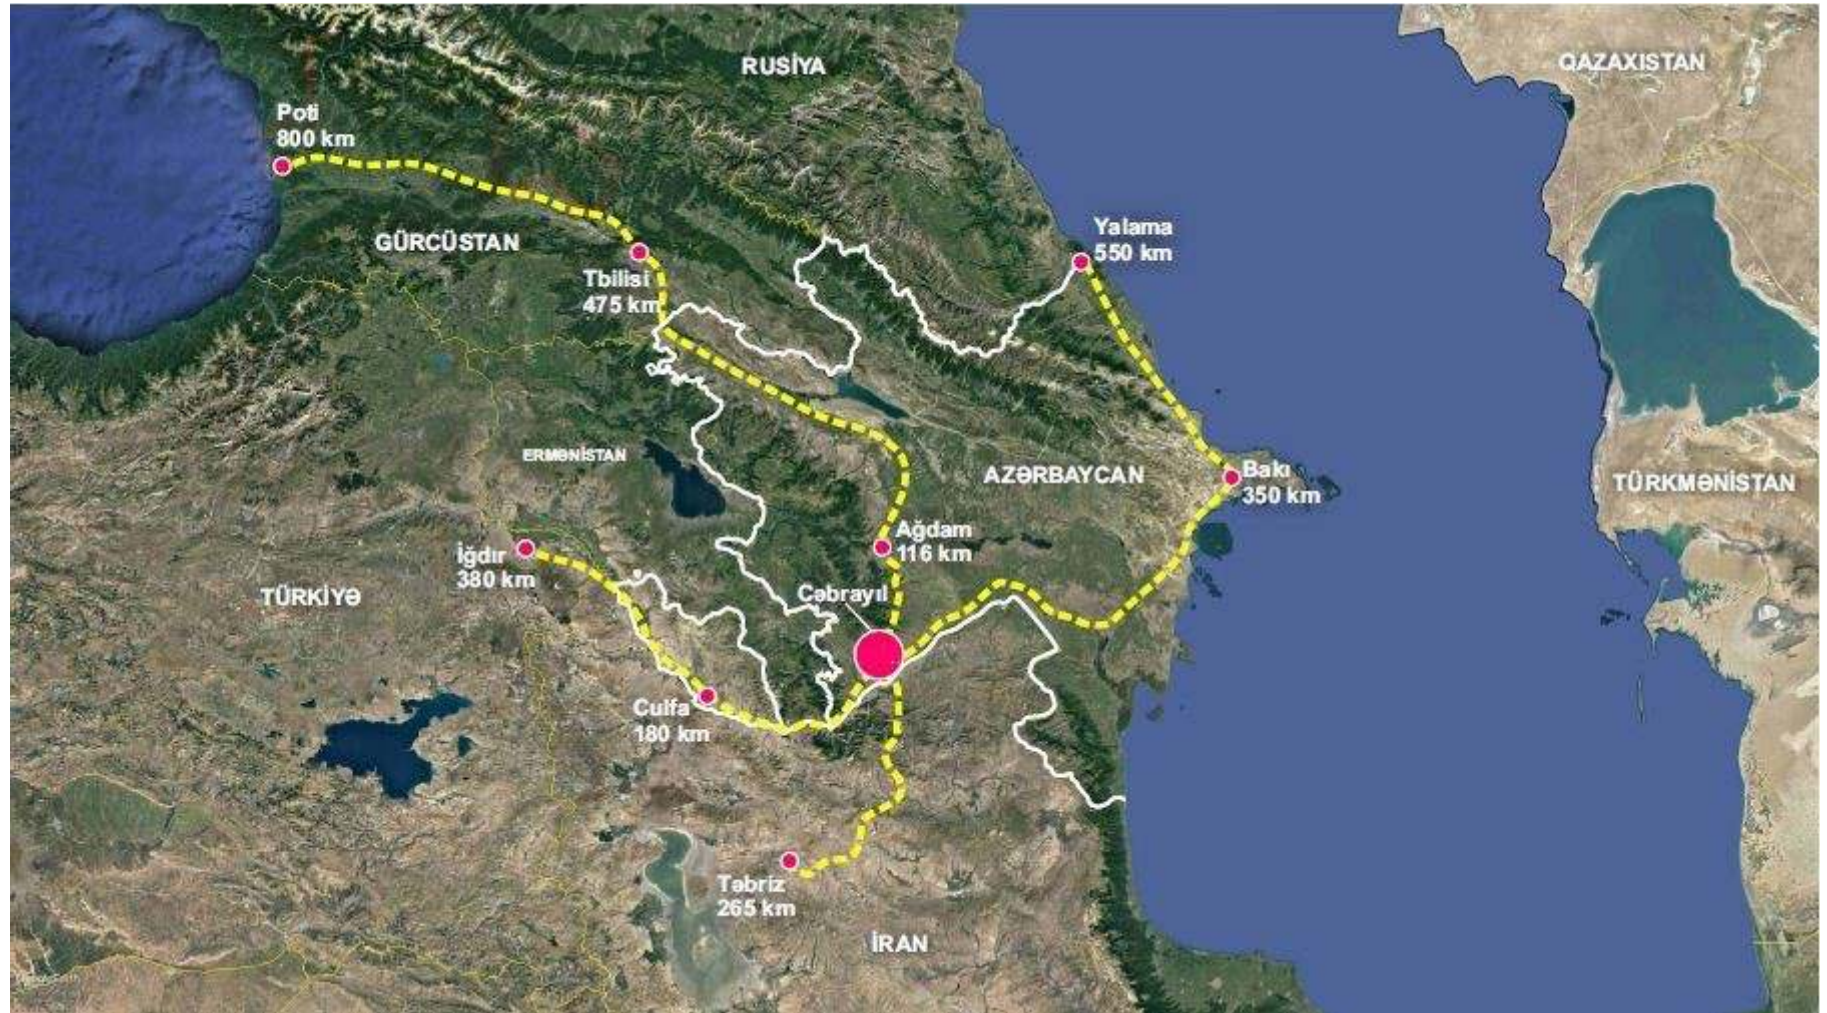 RUSİYA
QAZAXISTAN
Poti
800 km
Yalama
550 km
GÜRCÜSTAN
Tbilisi
475 km
ERMƏNİSTAN
AZƏRBAYCAN
Bakı
350 km
TÜRKMƏNİSTAN
Ağdam
116 km
İğdır
380 km
TÜRKİYƏ
Cəbrayıl
Culfa
180 km
Təbriz
265 km
İRAN